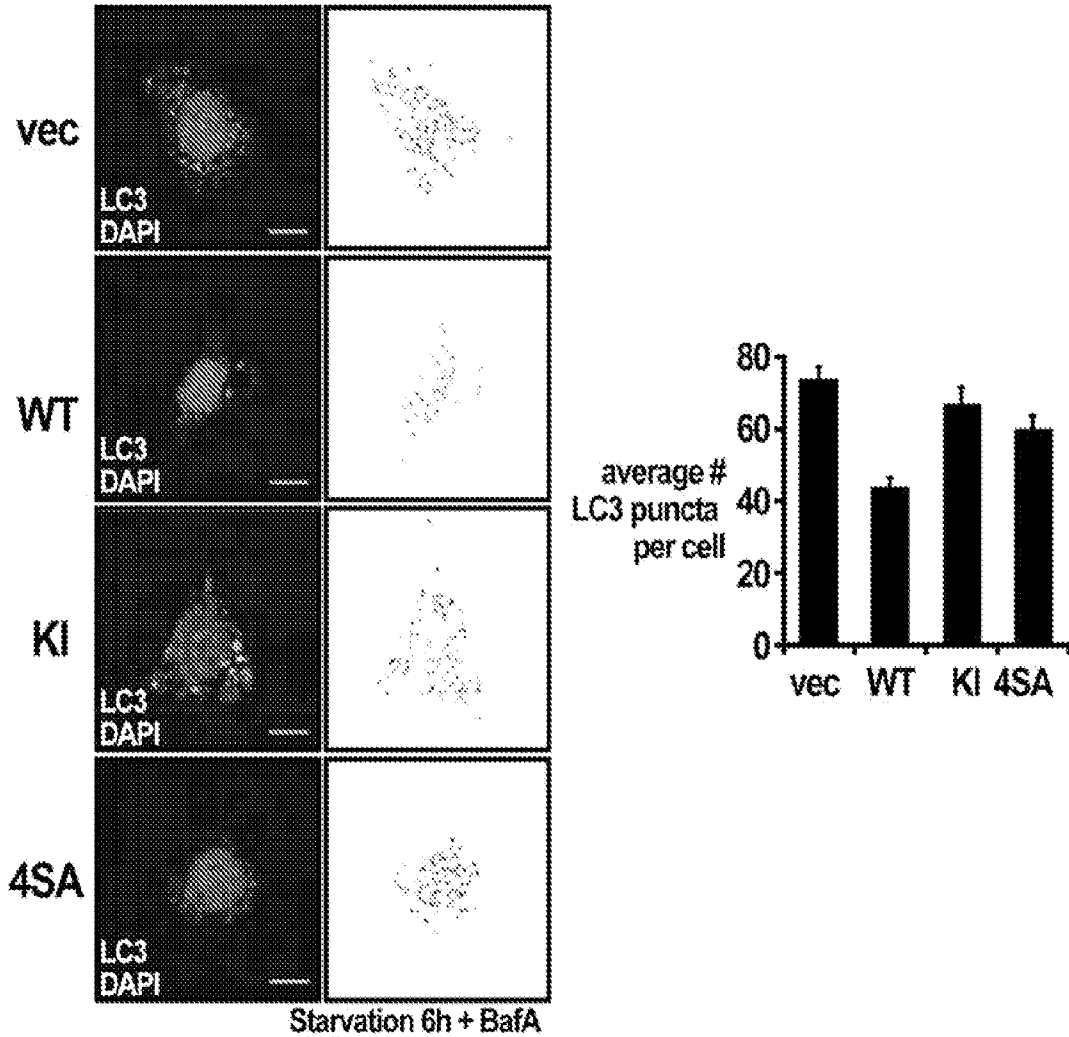 vec
LC3
DAPI
WT
LC3
DAPI
KI
LC3
DAPI
4SA
LC3
DAPI
Starvation 6h + BafA
average #
LC3 puncta
per cell
80
60
40
20
0
vec WT KI 4SA